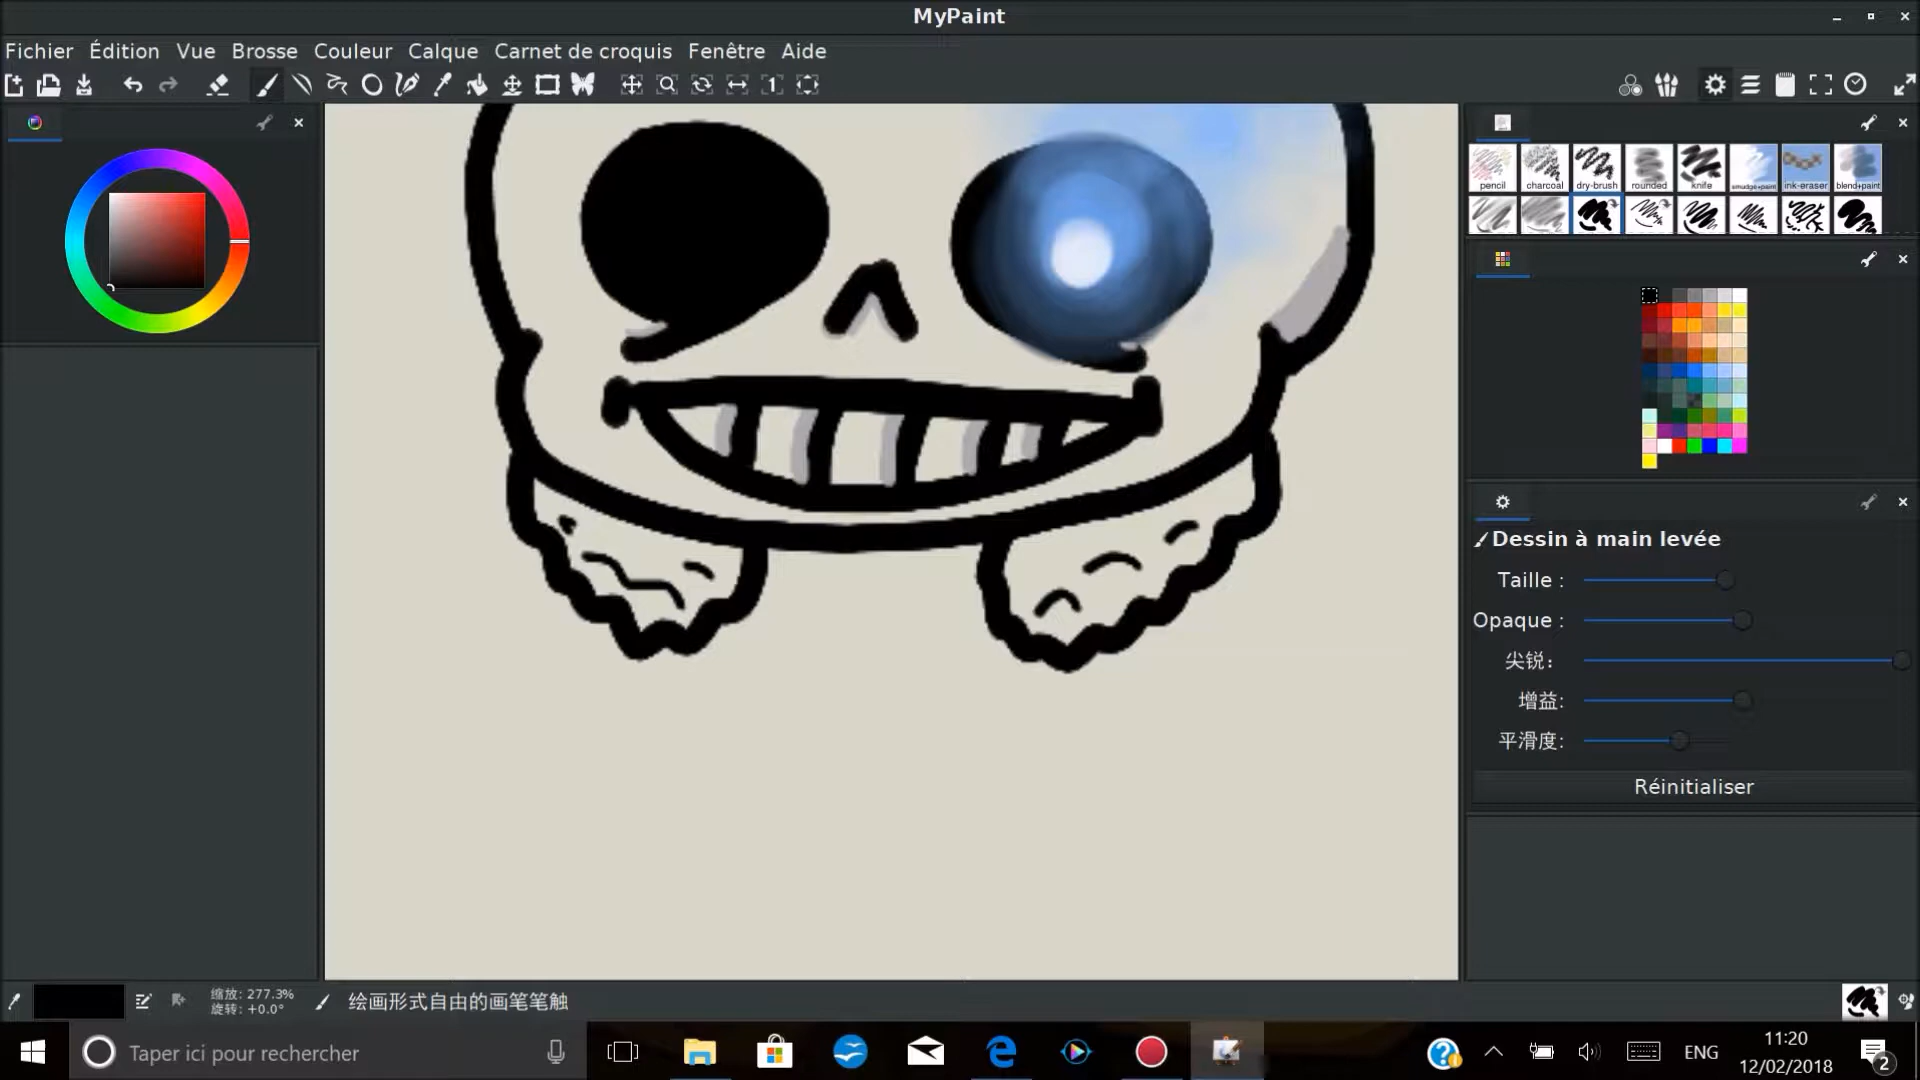 MyPaint
Fichier Édition Vue Brosse Couleur Calque Carnet de croquis Fenêtre Aide
pencil charcoal dry-brush rounded knife smudge+paint ink-eraser blend+paint
Dessin à main levée
Taille :
Opaque :
尖锐：
增益:
平滑度:
Réinitialiser
缩放: 277.3%
旋转: +0.0°
绘画形式自由的画笔笔触
Taper ici pour rechercher
ENG
11:20
12/02/2018
2